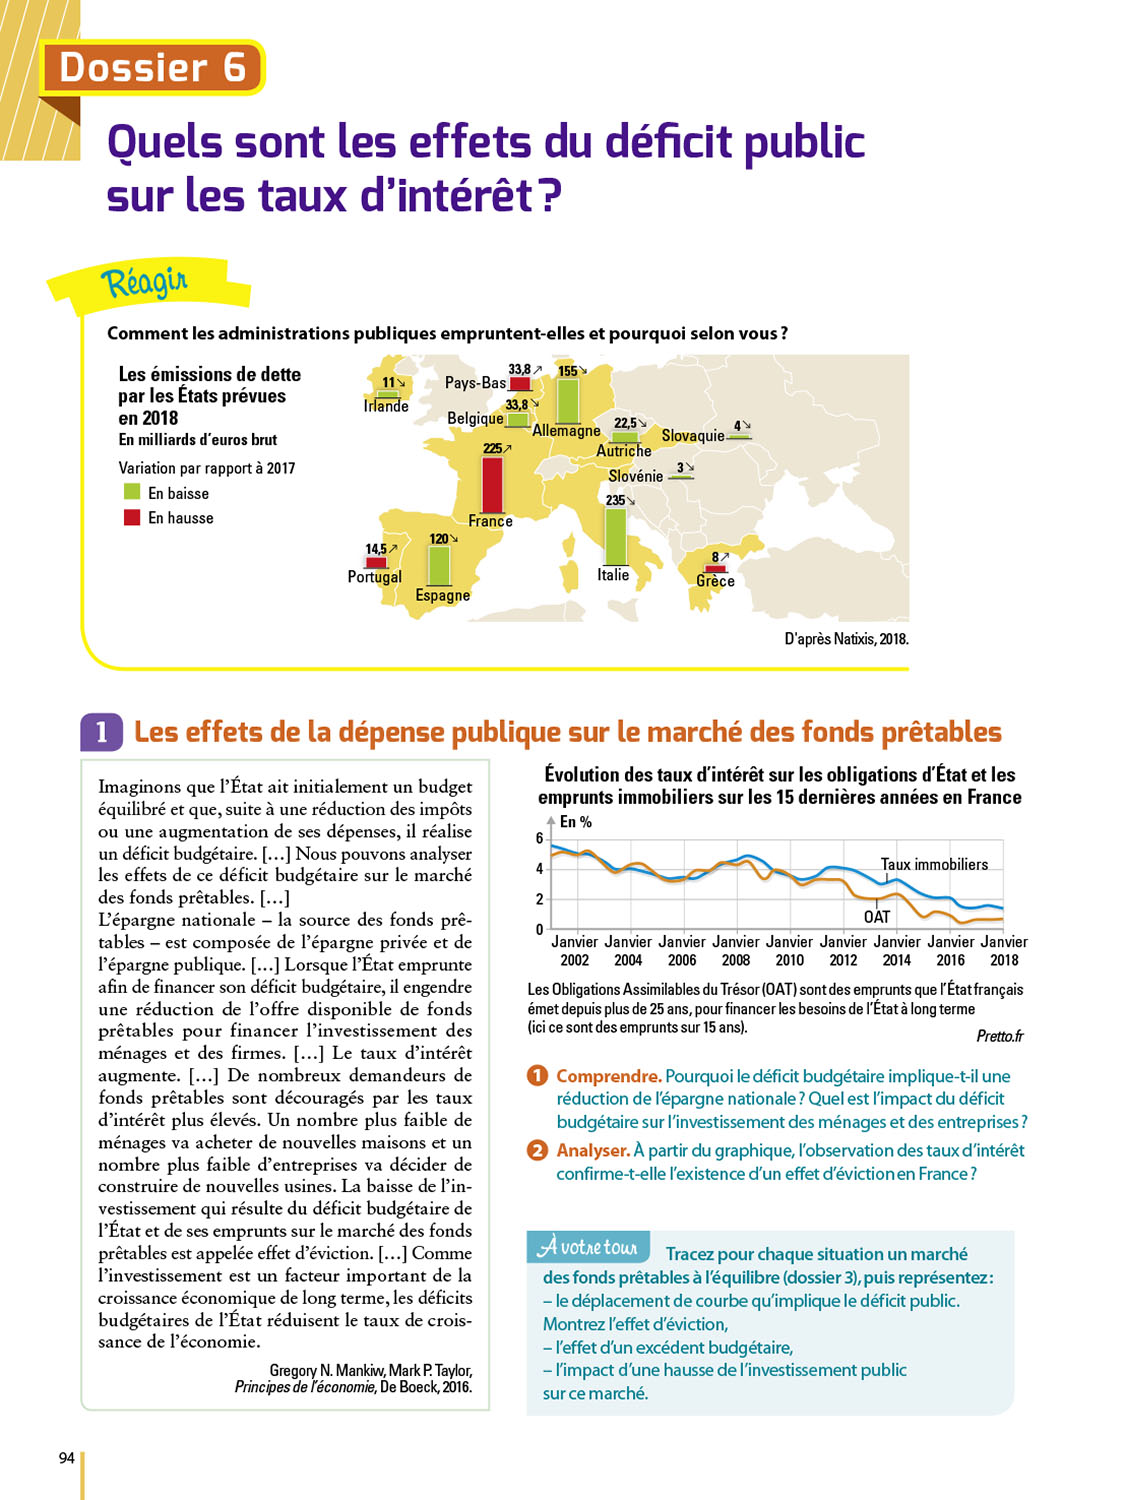 Dossier 6
Quels sont les effets du déficit public
sur les taux d'intérêt ?
Réagir
Comment les administrations publiques empruntent-elles et pourquoi selon vous ?
Les émissions de dette
par les États prévues
en 2018
En milliards d'euros brut
Variation par rapport à 2017
En baisse
En hausse
11↘
Irlande
Pays-Bas
33,8↗
155↘
Belgique
33,8↘
Allemagne
22,5↘
Autriche
Slovaquie
4↘
225↗
France
Slovénie
3↘
235↘
Italie
14,5↗
Portugal
120↘
Espagne
8↗
Grèce
D'après Natixis, 2018.
1 Les effets de la dépense publique sur le marché des fonds prêtables
Imaginons que l'État ait initialement un budget
équilibré et que, suite à une réduction des impôts
ou une augmentation de ses dépenses, il réalise
un déficit budgétaire. […] Nous pouvons analyser
les effets de ce déficit budgétaire sur le marché
des fonds prêtables. […]
L'épargne nationale – la source des fonds prê-
tables – est composée de l'épargne privée et de
l'épargne publique. […] Lorsque l'État emprunte
afin de financer son déficit budgétaire, il engendre
une réduction de l'offre disponible de fonds
prêtables pour financer l'investissement des
ménages et des firmes. […] Le taux d'intérêt
augmente. […] De nombreux demandeurs de
fonds prêtables sont découragés par les taux
d'intérêt plus élevés. Un nombre plus faible de
ménages va acheter de nouvelles maisons et un
nombre plus faible d'entreprises va décider de
construire de nouvelles usines. La baisse de l'in-
vestissement qui résulte du déficit budgétaire de
l'État et de ses emprunts sur le marché des fonds
prêtables est appelée effet d'éviction. […] Comme
l'investissement est un facteur important de la
croissance économique de long terme, les déficits
budgétaires de l'État réduisent le taux de crois-
sance de l'économie.
Gregory N. Mankiw, Mark P. Taylor,
Principes de l'économie, De Boeck, 2016.
Évolution des taux d'intérêt sur les obligations d'État et les
emprunts immobiliers sur les 15 dernières années en France
En %
6
4
2
0
Taux immobiliers
OAT
Janvier Janvier Janvier Janvier Janvier Janvier Janvier Janvier Janvier
2002 2004 2006 2008 2010 2012 2014 2016 2018
Les Obligations Assimilables du Trésor (OAT) sont des emprunts que l'État français
émet depuis plus de 25 ans, pour financer les besoins de l'État à long terme
(ici ce sont des emprunts sur 15 ans).
Pretto.fr
1 Comprendre. Pourquoi le déficit budgétaire implique-t-il une
réduction de l'épargne nationale ? Quel est l'impact du déficit
budgétaire sur l'investissement des ménages et des entreprises ?
2 Analyser. À partir du graphique, l'observation des taux d'intérêt
confirme-t-elle l'existence d'un effet d'éviction en France ?
À votre tour
Tracez pour chaque situation un marché
des fonds prêtables à l'équilibre (dossier 3), puis représentez :
– le déplacement de courbe qu'implique le déficit public.
Montrez l'effet d'éviction,
– l'effet d'un excédent budgétaire,
– l'impact d'une hausse de l'investissement public
sur ce marché.
94